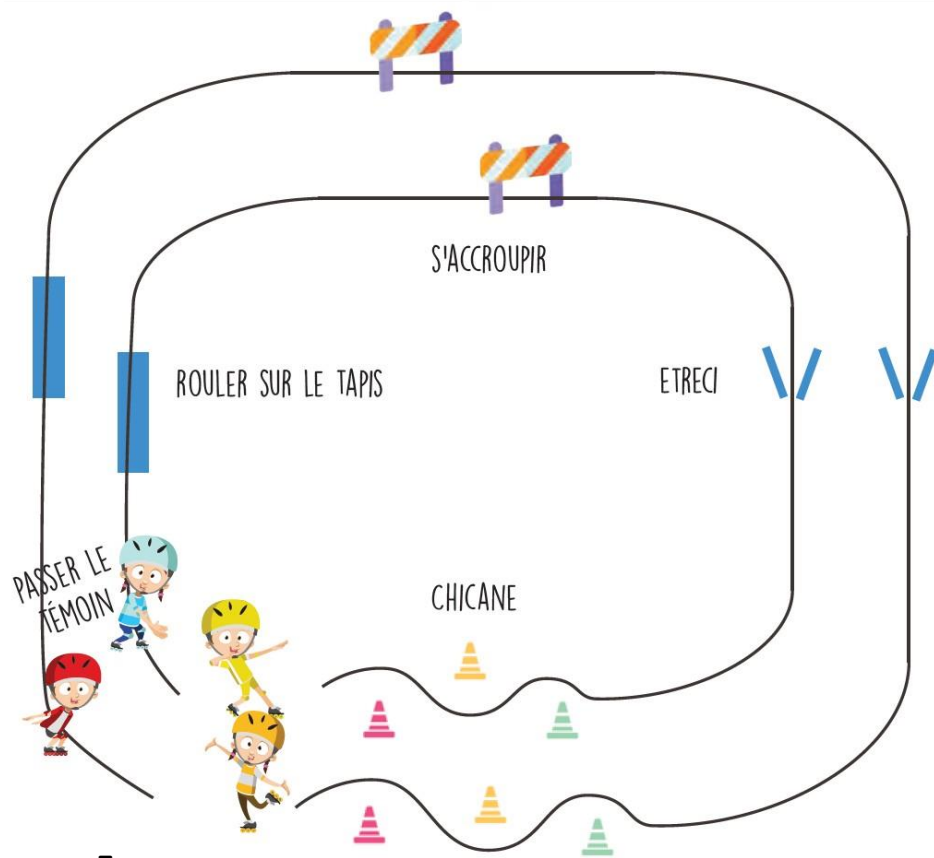 S'ACCROUPIR
ROULER SUR LE TAPIS
ETRECI
PASSER LE
TÉMOIN
CHICANE